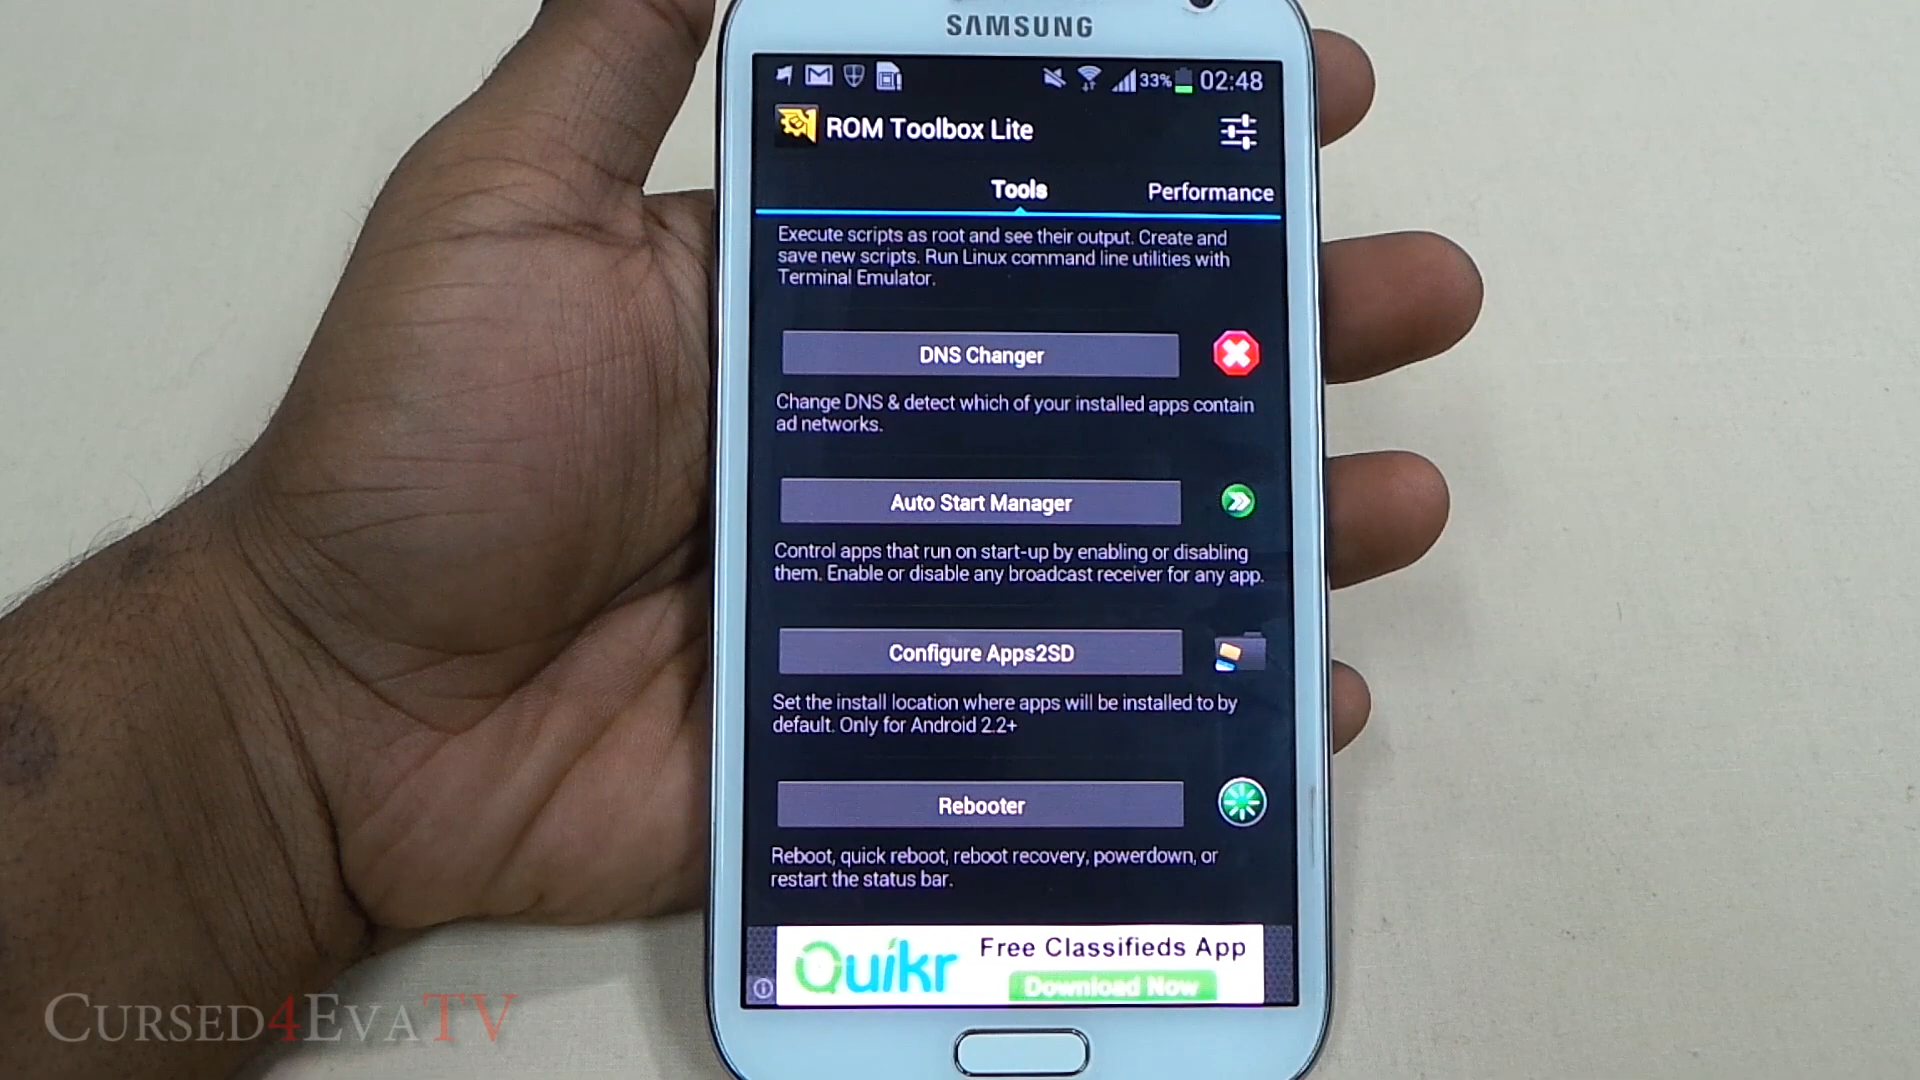 SAMSUNG
33% 02:48
ROM Toolbox Lite
Tools Performance
Execute scripts as root and see their output. Create and
save new scripts. Run Linux command line utilities with
Terminal Emulator.
DNS Changer
Change DNS & detect which of your installed apps contain
ad networks.
Auto Start Manager
Control apps that run on start-up by enabling or disabling
them. Enable or disable any broadcast receiver for any app.
Configure Apps2SD
Set the install location where apps will be installed to by
default. Only for Android 2.2+
Rebooter
Reboot, quick reboot, reboot recovery, powerdown, or
restart the status bar.
Quikr
Free Classifieds App
Download Now
CURSED4EVATV